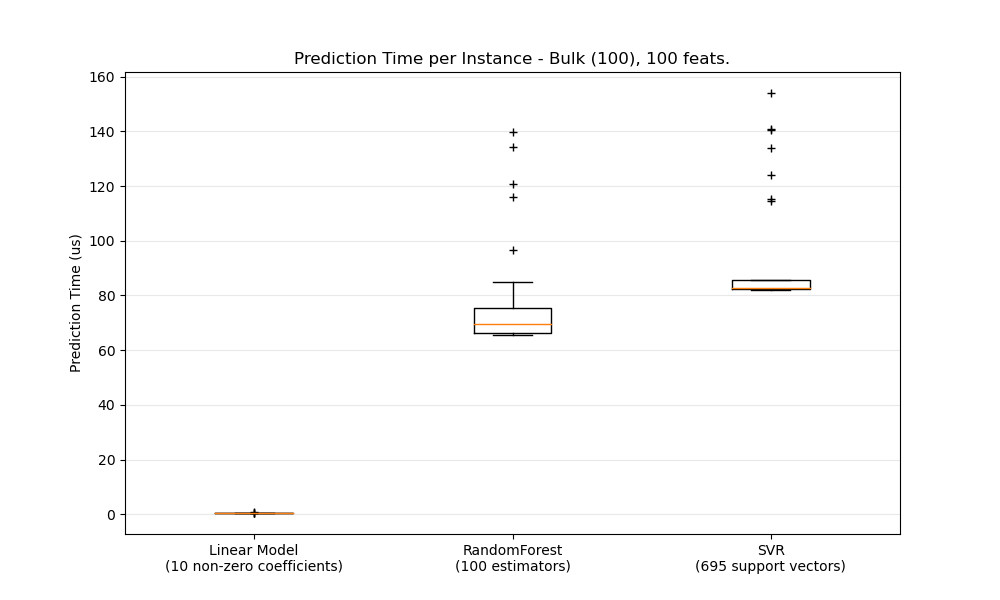 Prediction Time per Instance - Bulk (100), 100 feats.
Prediction Time (us)
160
140
120
100
80
60
40
20
0
Linear Model
(10 non-zero coefficients)
RandomForest
(100 estimators)
SVR
(695 support vectors)